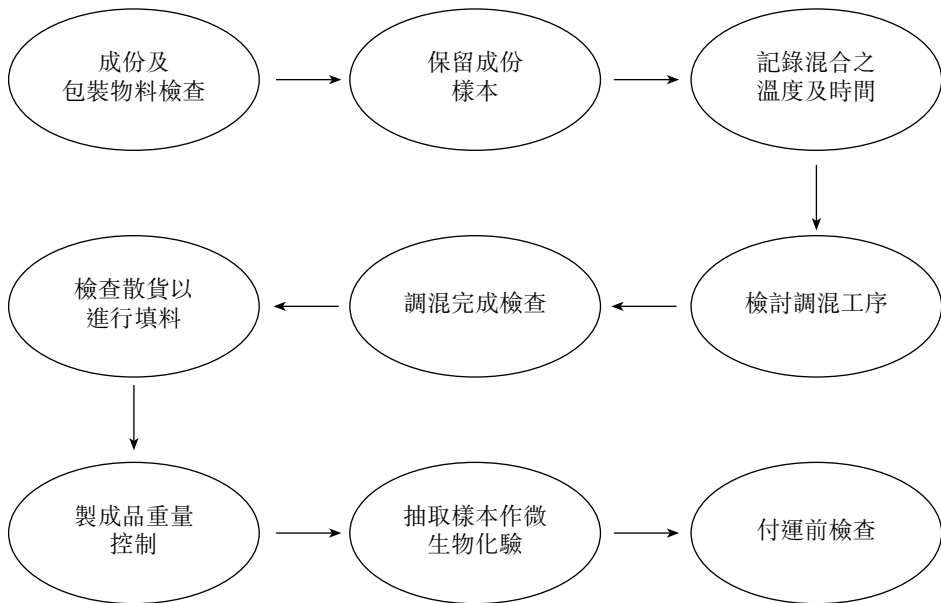 成份及
包裝物料檢查
保留成份
樣本
記錄混合之
溫度及時間
檢討調混工序
調混完成檢查
檢查散貨以
進行填料
製成品重量
控制
抽取樣本作微
生物化驗
付運前檢查